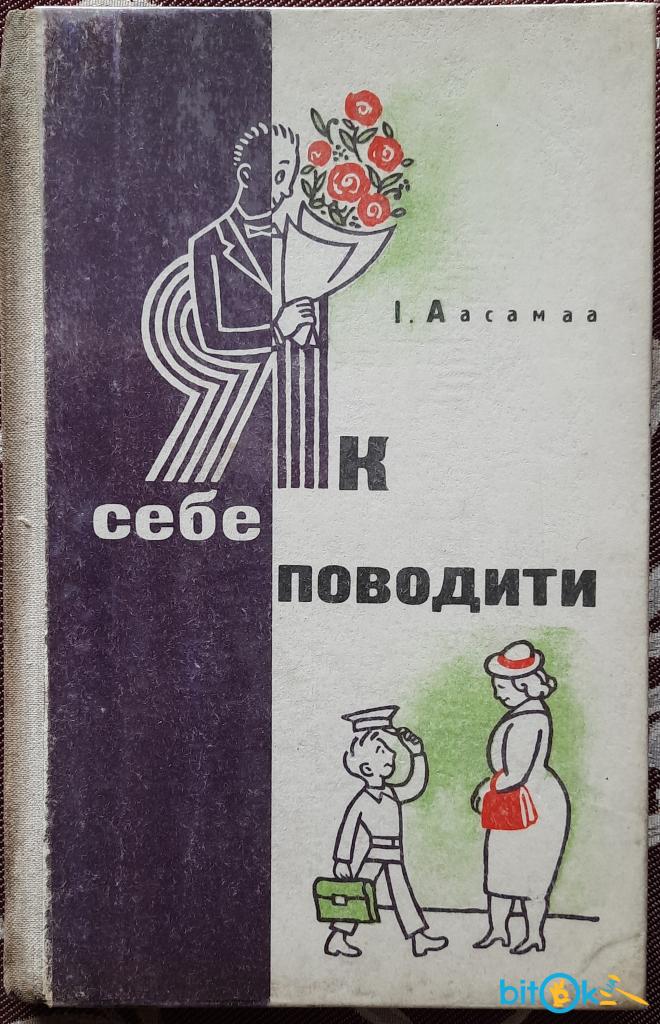 І. Аасамаа
Як
себе
поводити
bitok